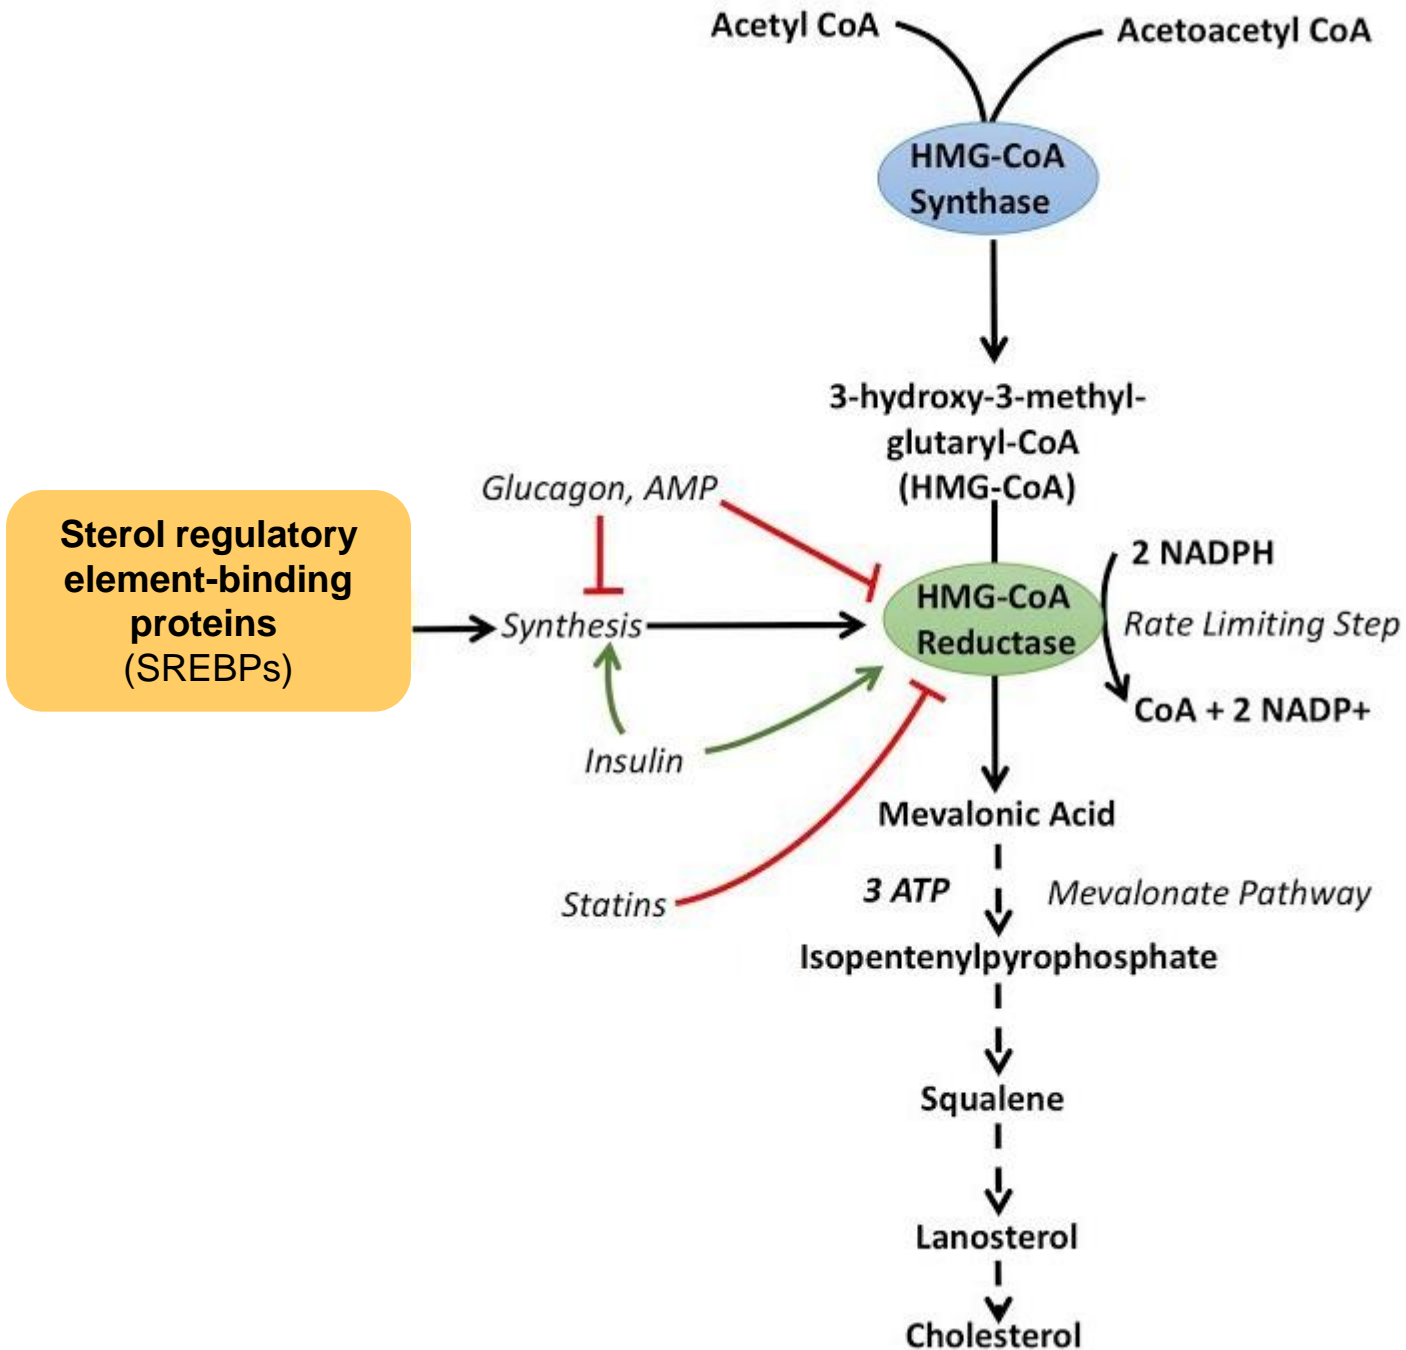 Acetyl CoA
Acetoacetyl CoA
HMG-CoA
Synthase
3-hydroxy-3-methyl-
glutaryl-CoA
(HMG-CoA)
Glucagon, AMP
Sterol regulatory
element-binding
proteins
(SREBPs)
Synthesis
HMG-CoA
Reductase
2 NADPH
Rate Limiting Step
CoA + 2 NADP+
Insulin
Mevalonic Acid
Statins
3 ATP
Mevalonate Pathway
Isopentenylpyrophosphate
Squalene
Lanosterol
Cholesterol